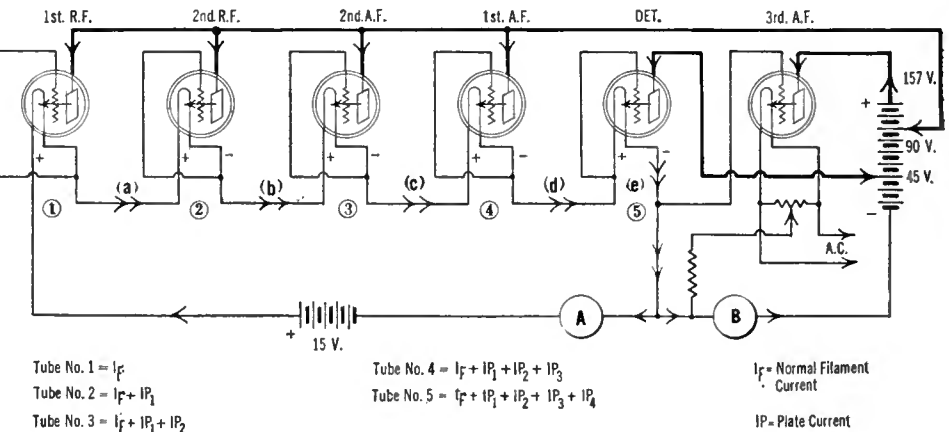 1st. R.F. 2nd. R.F. 2nd. A.F. 1st. A.F. DET. 3rd. A.F.
157 V.
+
90 V.
45 V.
−
+ − + − + − + − + −
(a) (b) (c) (d) (e)
① ② ③ ④ ⑤
A.C.
A B
+
15 V.
Tube No. 1 = IF
Tube No. 2 = IF + IP1
Tube No. 3 = IF + IP1 + IP2
Tube No. 4 = IF + IP1 + IP2 + IP3
Tube No. 5 = IF + IP1 + IP2 + IP3 + IP4
IF = Normal Filament
Current
IP = Plate Current